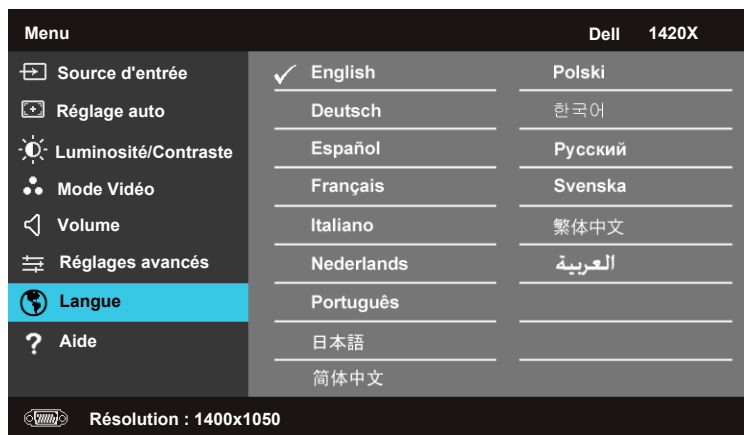 Menu Dell 1420X
Source d'entrée
Réglage auto
Luminosité/Contraste
Mode Vidéo
Volume
Réglages avancés
Langue
? Aide
English
Deutsch
Español
Français
Italiano
Nederlands
Português
日本語
简体中文
Polski
한국어
Русский
Svenska
繁体中文
العربية
Résolution : 1400x1050